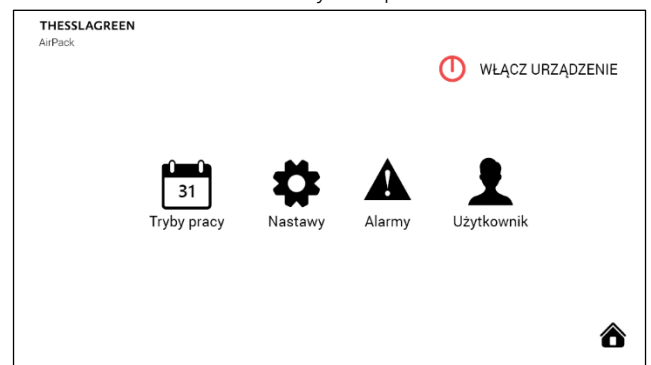 THESSLAGREEN
AirPack
WŁĄCZ URZĄDZENIE
31
Tryby pracy
Nastawy
Alarmy
Użytkownik